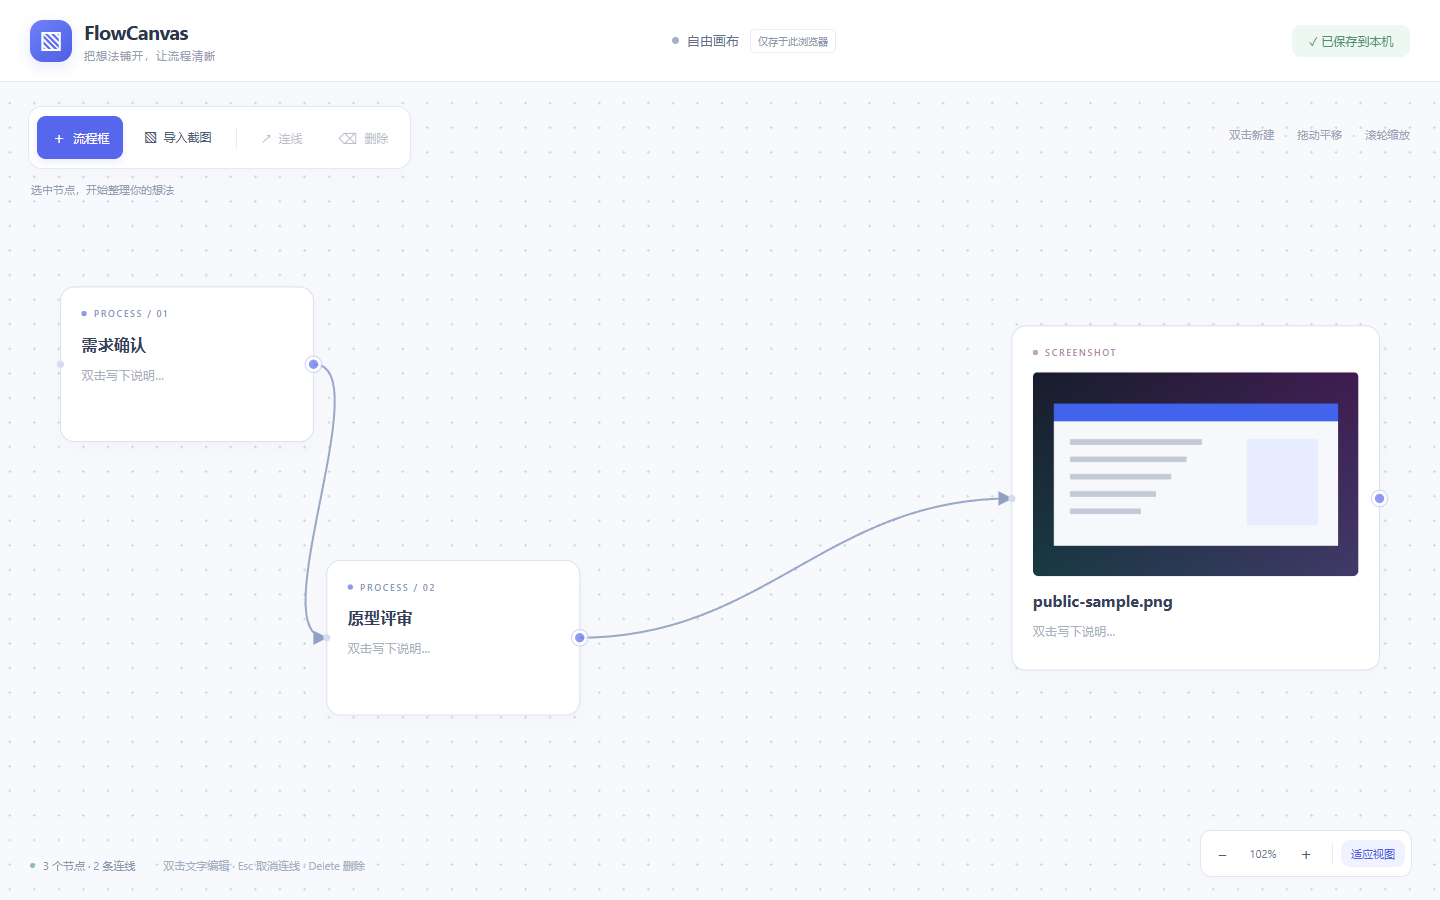 FlowCanvas
把想法铺开，让流程清晰
自由画布 仅存于此浏览器
✓ 已保存到本机
+ 流程框 导入截图 ↗ 连线 ⌫ 删除
双击新建 · 拖动平移 · 滚轮缩放
选中节点，开始整理你的想法
PROCESS / 01
需求确认
双击写下说明...
SCREENSHOT
public-sample.png
双击写下说明...
PROCESS / 02
原型评审
双击写下说明...
3 个节点 · 2 条连线 双击文字编辑 · Esc 取消连线 · Delete 删除
− 102% + 适应视图